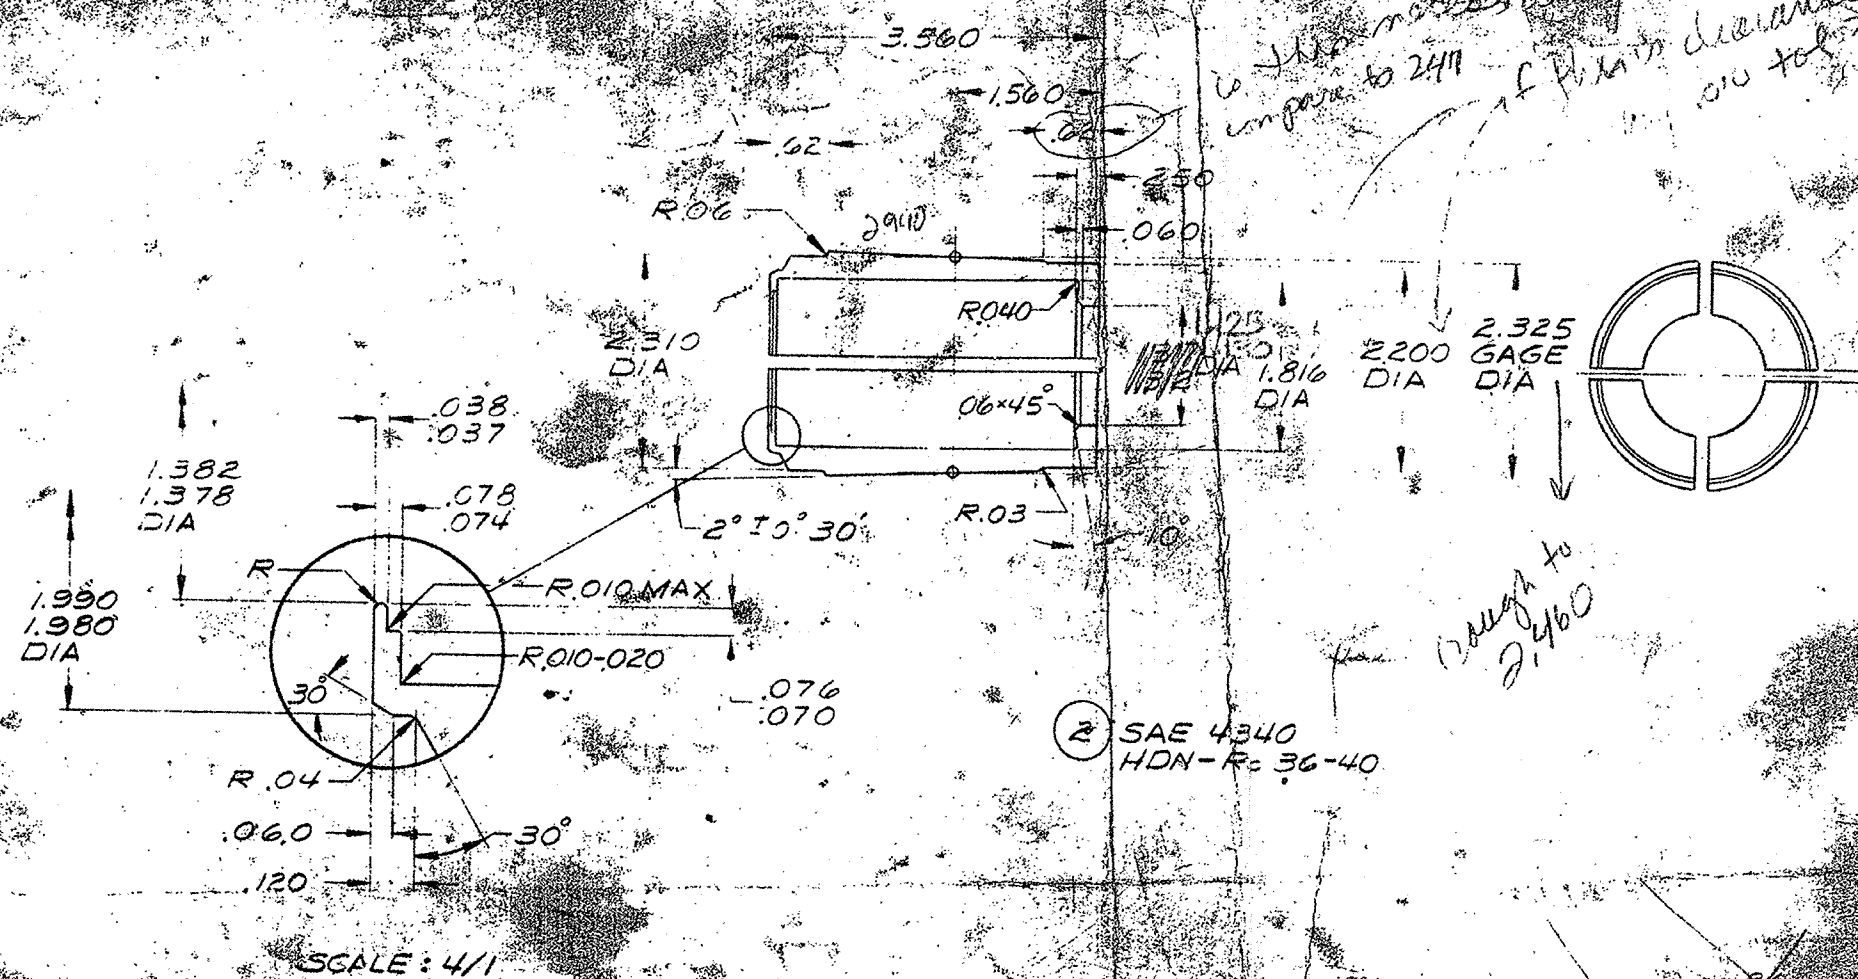 3.560
1.560
.62
.62
.250
.060
R.06
compare to 2411
R.040
2.310
DIA
.06×45°
DIA
1.816
DIA
2.200
DIA
2.325
GAGE
DIA
2° ± 0° 30'
R.03
10°
.038
.037
1.382
1.378
DIA
.078
.074
1.990
1.980
DIA
R
R.010 MAX
R.010-.020
.076
.070
30°
R .04
.060
30°
.120
rough to
2.460
2 SAE 4340
HDN-Rc 36-40
SCALE: 4/1